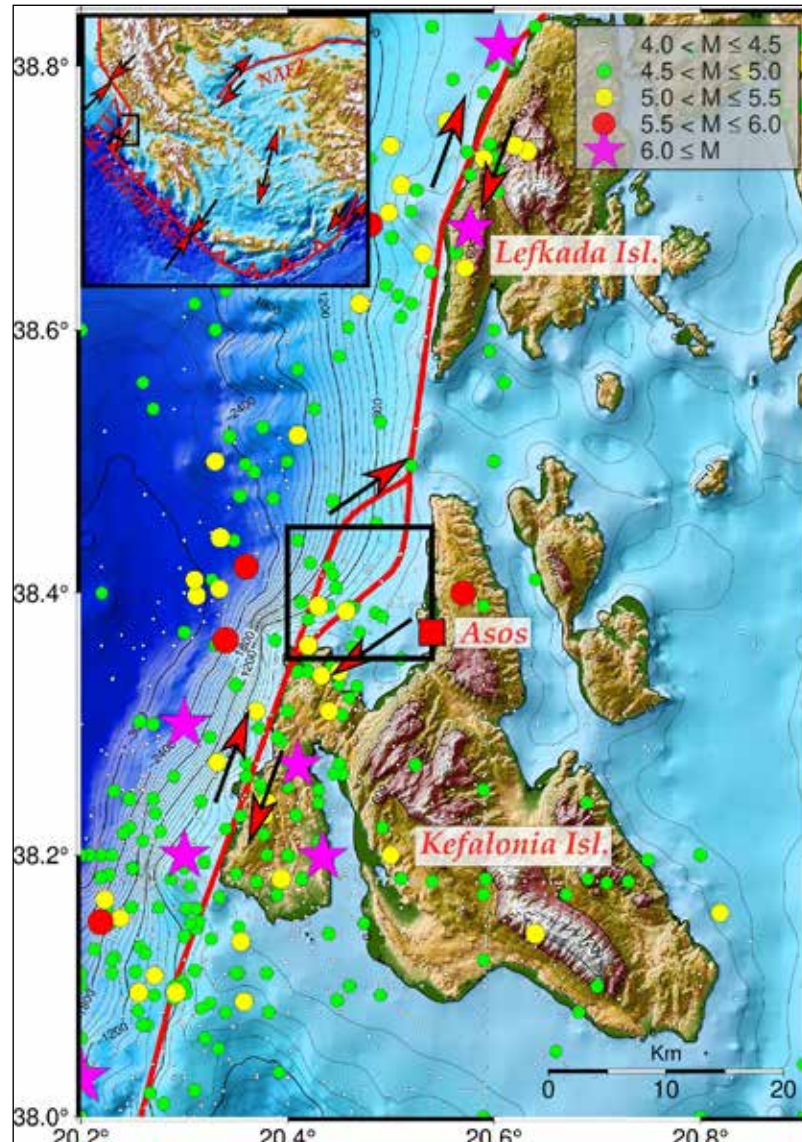 38.8°
38.6°
38.4°
38.2°
38.0°
20.2°
20.4°
20.6°
20.8°
NAFZ
4.0 < M ≤ 4.5
4.5 < M ≤ 5.0
5.0 < M ≤ 5.5
5.5 < M ≤ 6.0
6.0 ≤ M
Lefkada Isl.
Asos
Kefalonia Isl.
Km
0 10 20